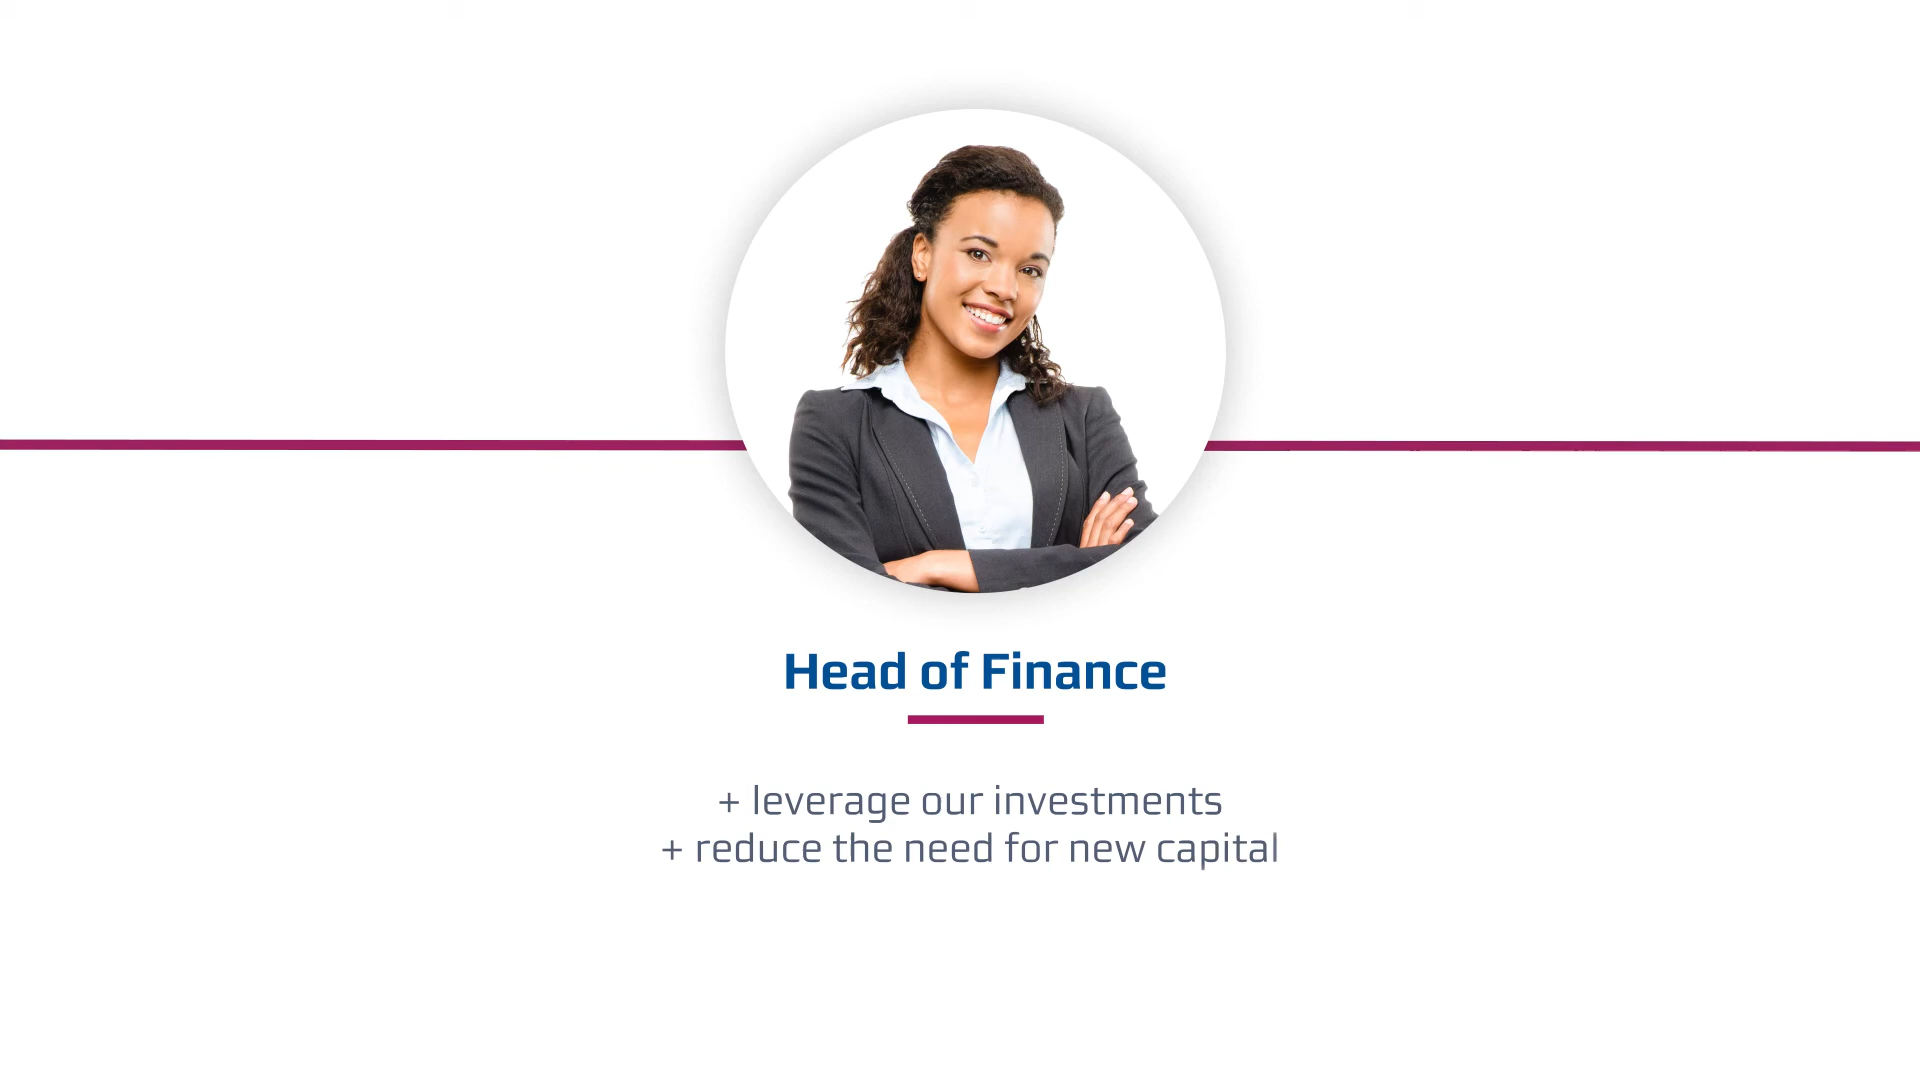 Head of Finance
+ leverage our investments
+ reduce the need for new capital